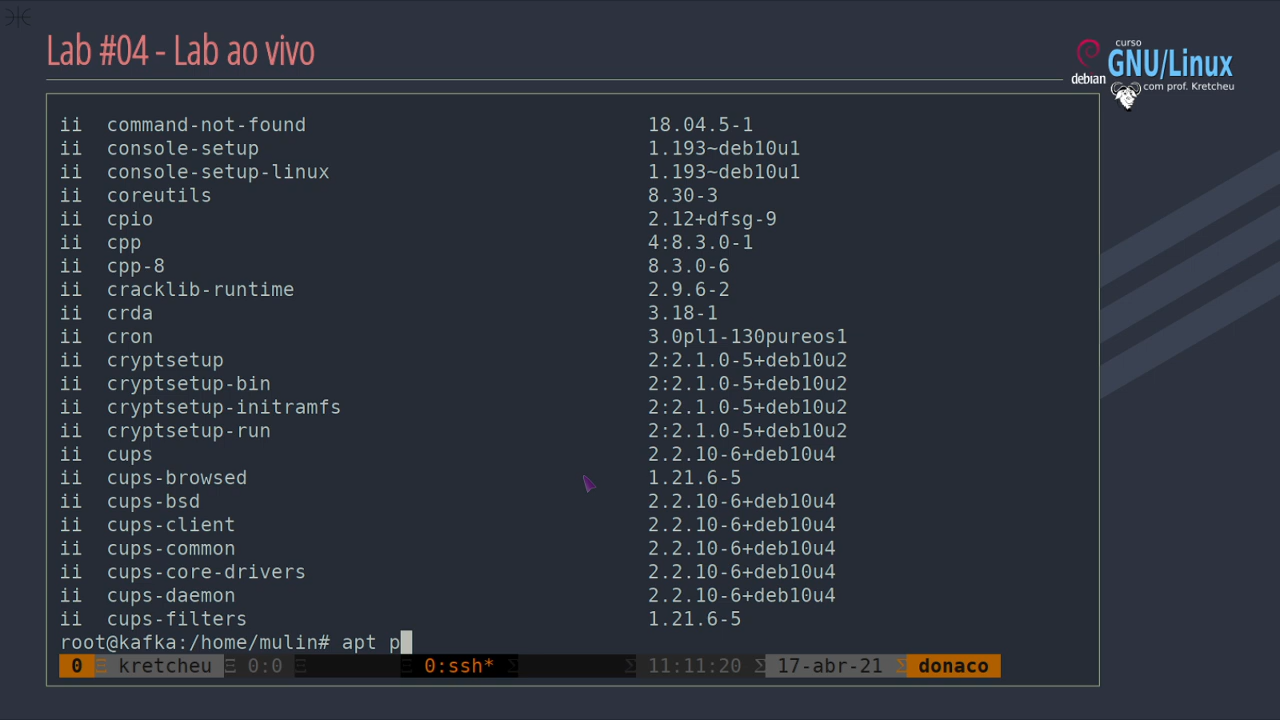 Lab #04 - Lab ao vivo
curso
GNU/Linux
debian
com prof. Kretcheu
ii command-not-found 18.04.5-1
ii console-setup 1.193~deb10u1
ii console-setup-linux 1.193~deb10u1
ii coreutils 8.30-3
ii cpio 2.12+dfsg-9
ii cpp 4:8.3.0-1
ii cpp-8 8.3.0-6
ii cracklib-runtime 2.9.6-2
ii crda 3.18-1
ii cron 3.0pl1-130pureos1
ii cryptsetup 2:2.1.0-5+deb10u2
ii cryptsetup-bin 2:2.1.0-5+deb10u2
ii cryptsetup-initramfs 2:2.1.0-5+deb10u2
ii cryptsetup-run 2:2.1.0-5+deb10u2
ii cups 2.2.10-6+deb10u4
ii cups-browsed 1.21.6-5
ii cups-bsd 2.2.10-6+deb10u4
ii cups-client 2.2.10-6+deb10u4
ii cups-common 2.2.10-6+deb10u4
ii cups-core-drivers 2.2.10-6+deb10u4
ii cups-daemon 2.2.10-6+deb10u4
ii cups-filters 1.21.6-5
root@kafka:/home/mulin# apt p
0 Ξ kretcheu Ξ 0:0 Ξ 0:ssh* Σ Σ 11:11:20 Σ 17-abr-21 Σ donaco